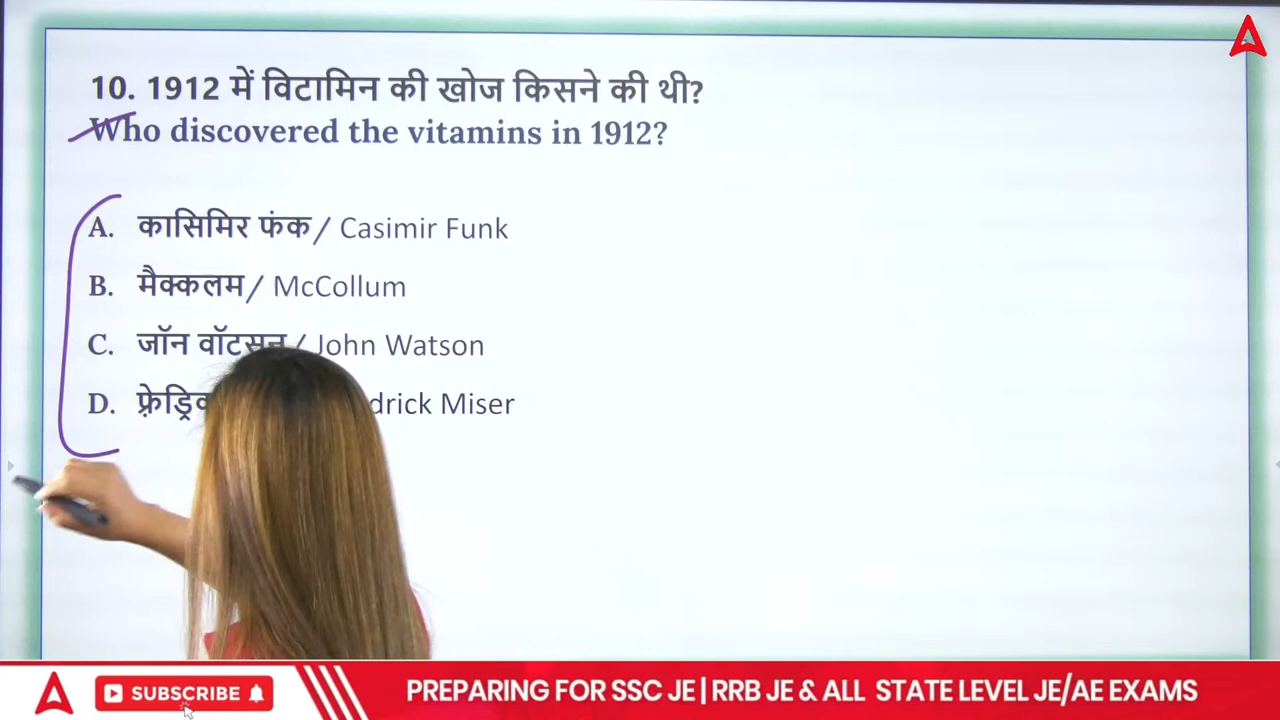 10. 1912 में विटामिन की खोज किसने की थी?
Who discovered the vitamins in 1912?
A. कासिमिर फंक/ Casimir Funk
B. मैक्कलम/ McCollum
C. जॉन वॉटसन/ John Watson
D. Miser
SUBSCRIBE
PREPARING FOR SSC JE | RRB JE & ALL STATE LEVEL JE/AE EXAMS